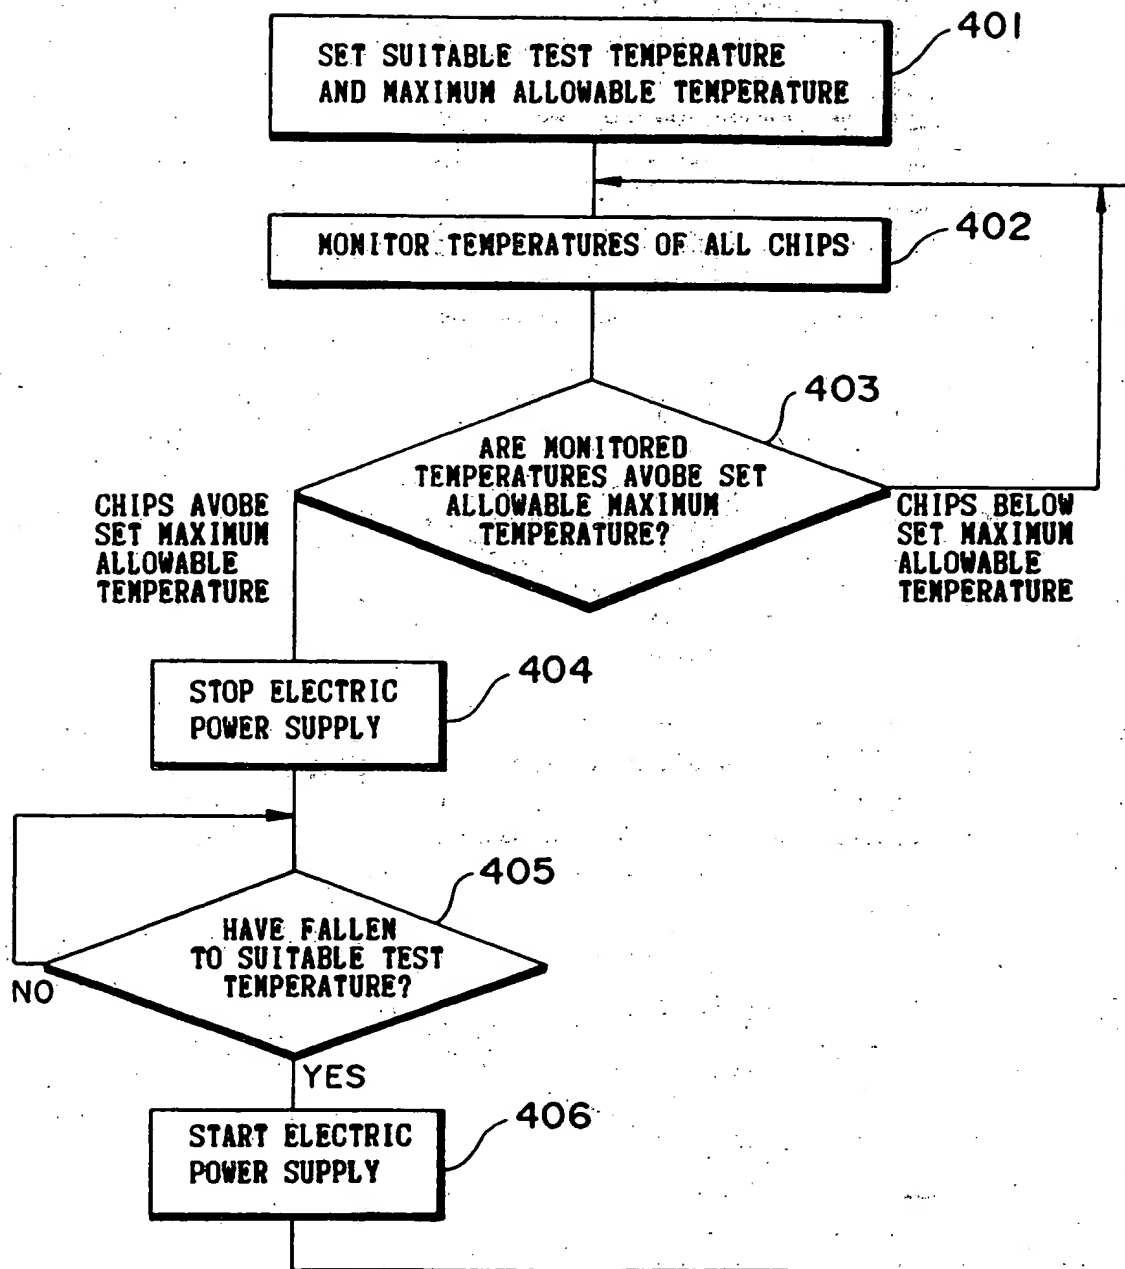 401
SET SUITABLE TEST TEMPERATURE
AND MAXIMUM ALLOWABLE TEMPERATURE
402
MONITOR TEMPERATURES OF ALL CHIPS
403
ARE MONITORED
TEMPERATURES AVOBE SET
ALLOWABLE MAXIMUM
TEMPERATURE?
CHIPS AVOBE
SET MAXIMUM
ALLOWABLE
TEMPERATURE
CHIPS BELOW
SET MAXIMUM
ALLOWABLE
TEMPERATURE
404
STOP ELECTRIC
POWER SUPPLY
405
HAVE FALLEN
TO SUITABLE TEST
TEMPERATURE?
NO
YES
406
START ELECTRIC
POWER SUPPLY